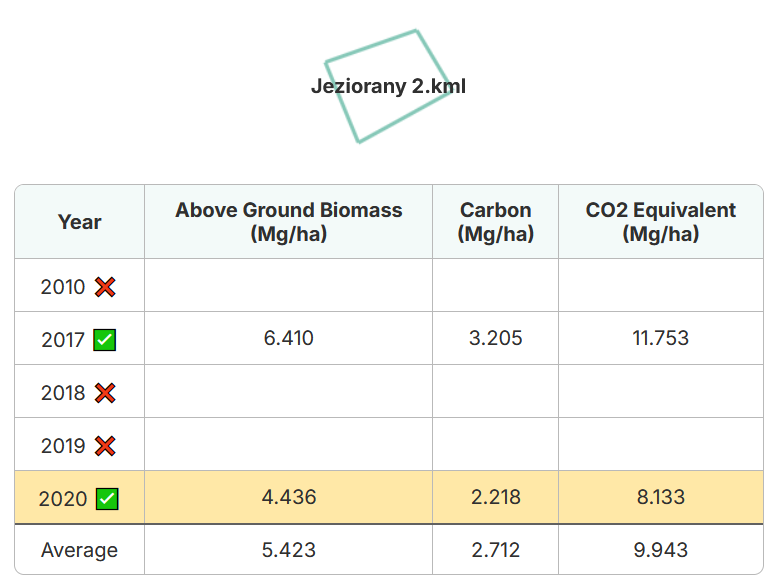 Jeziorany 2.kml
Year Above Ground Biomass (Mg/ha) Carbon (Mg/ha) CO2 Equivalent (Mg/ha)
2010 ❌
2017 ✅ 6.410 3.205 11.753
2018 ❌
2019 ❌
2020 ✅ 4.436 2.218 8.133
Average 5.423 2.712 9.943